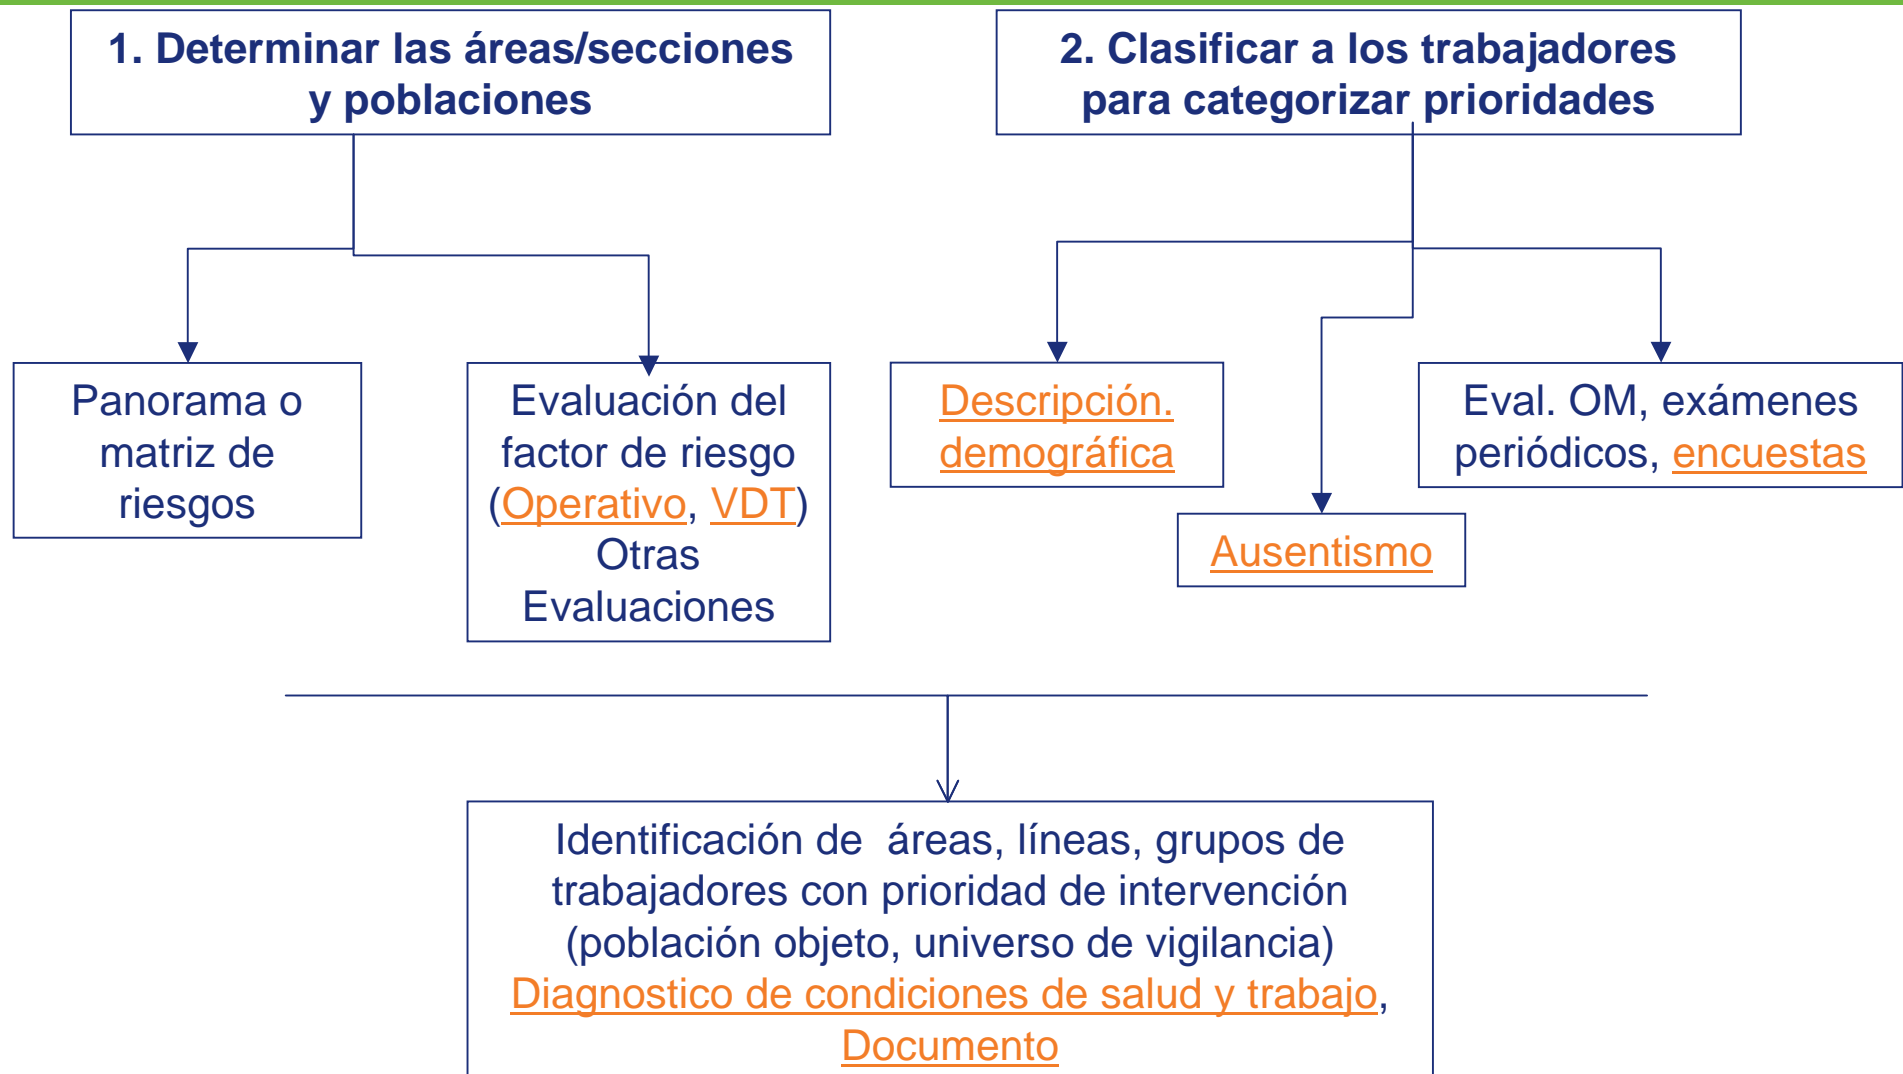 1. Determinar las áreas/secciones
y poblaciones
2. Clasificar a los trabajadores
para categorizar prioridades
Panorama o
matriz de
riesgos
Evaluación del
factor de riesgo
(Operativo, VDT)
Otras
Evaluaciones
Descripción.
demográfica
Ausentismo
Eval. OM, exámenes
periódicos, encuestas
Identificación de  áreas, líneas, grupos de
trabajadores con prioridad de intervención
(población objeto, universo de vigilancia)
Diagnostico de condiciones de salud y trabajo,
Documento